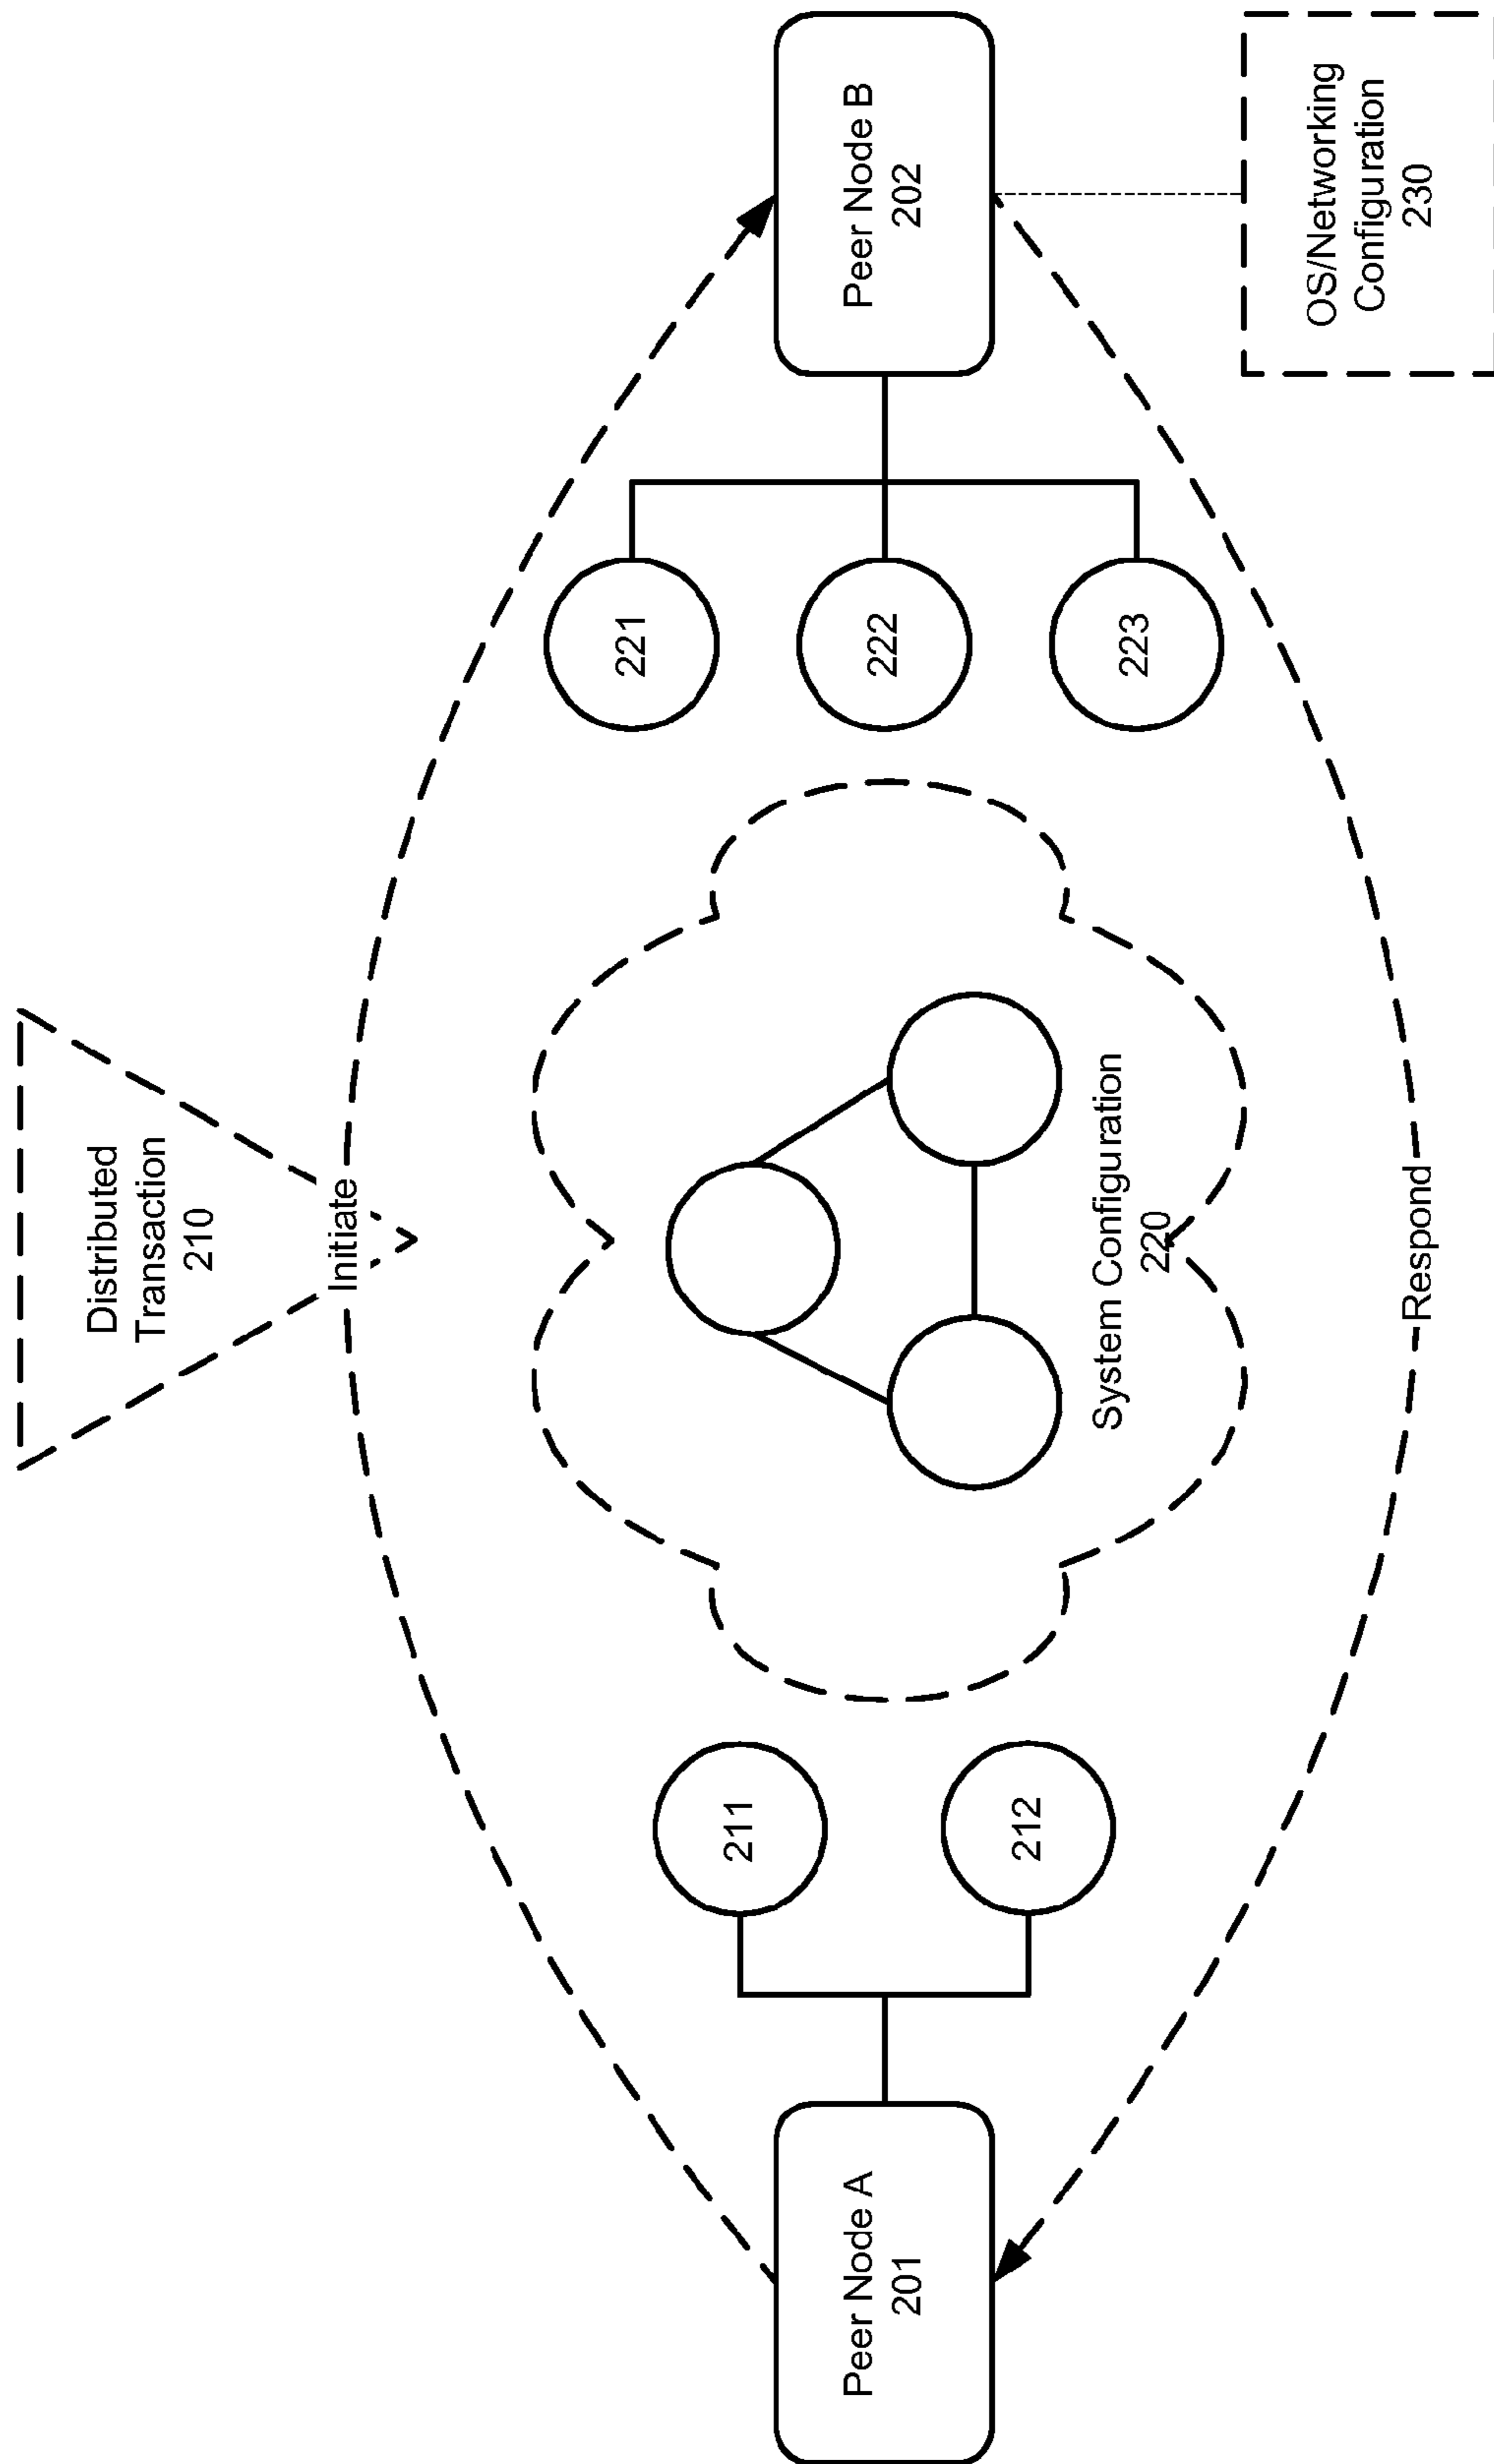 Distributed
Transaction
210
Initiate
Peer Node A
201
211
212
System Configuration
220
221
222
223
Peer Node B
202
Respond
OS/Networking
Configuration
230